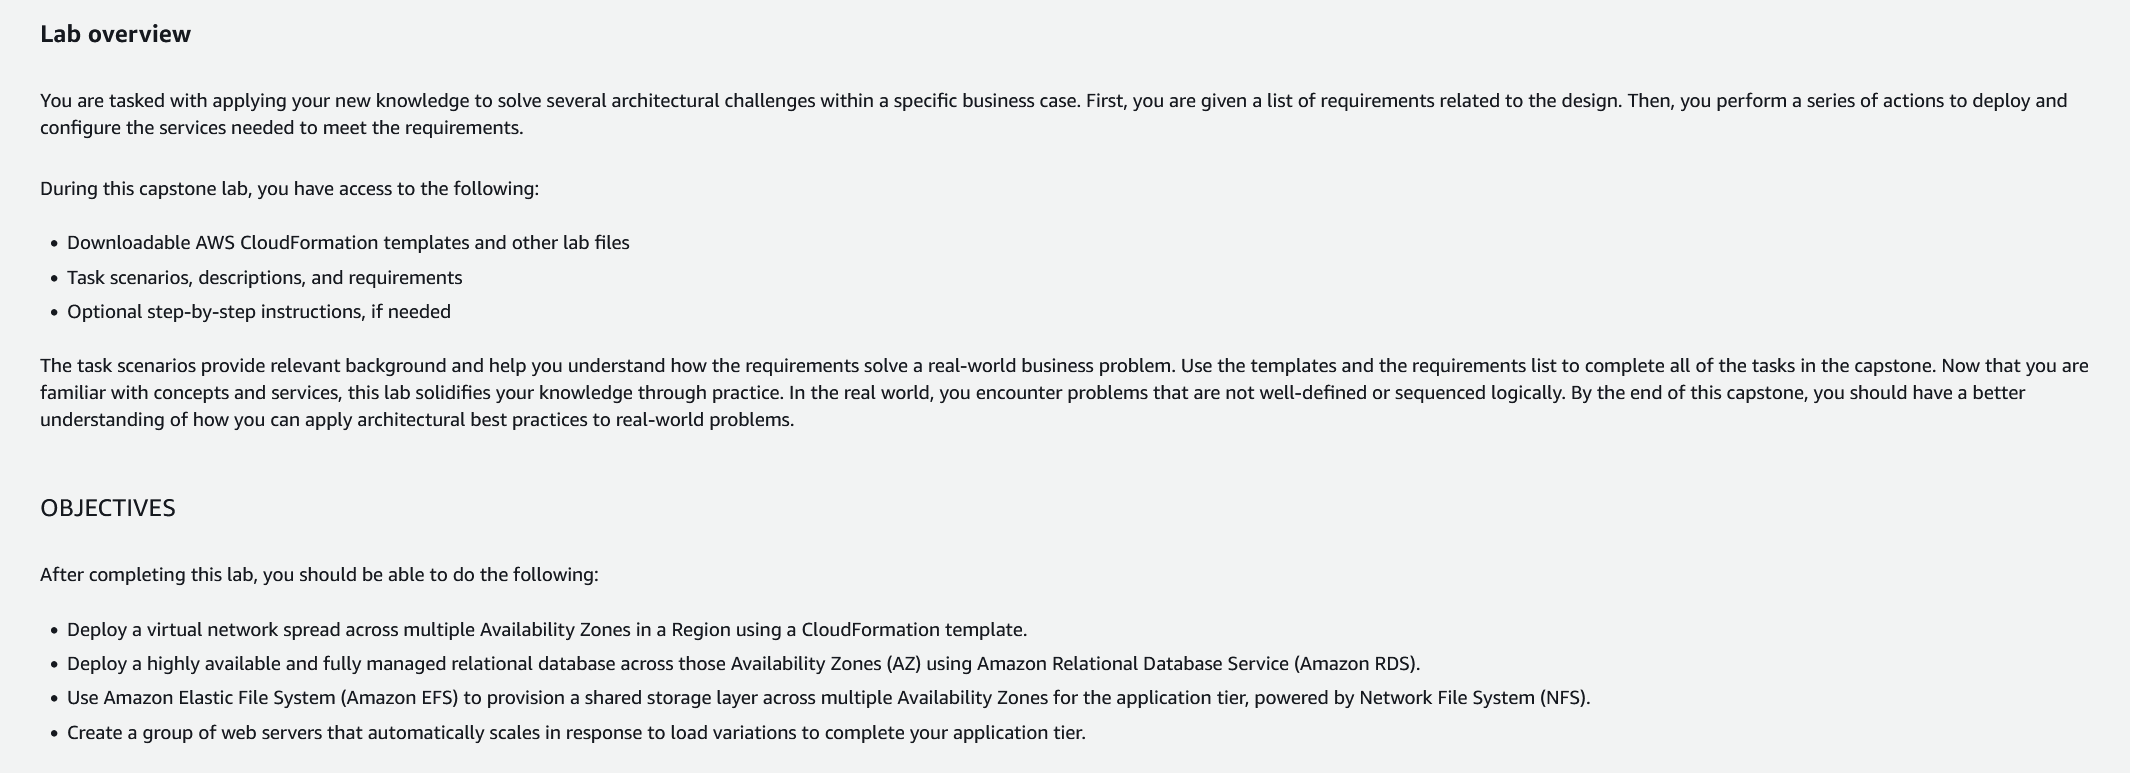 Lab overview
You are tasked with applying your new knowledge to solve several architectural challenges within a specific business case. First, you are given a list of requirements related to the design. Then, you perform a series of actions to deploy and
configure the services needed to meet the requirements.
During this capstone lab, you have access to the following:
• Downloadable AWS CloudFormation templates and other lab files
• Task scenarios, descriptions, and requirements
• Optional step-by-step instructions, if needed
The task scenarios provide relevant background and help you understand how the requirements solve a real-world business problem. Use the templates and the requirements list to complete all of the tasks in the capstone. Now that you are
familiar with concepts and services, this lab solidifies your knowledge through practice. In the real world, you encounter problems that are not well-defined or sequenced logically. By the end of this capstone, you should have a better
understanding of how you can apply architectural best practices to real-world problems.
OBJECTIVES
After completing this lab, you should be able to do the following:
• Deploy a virtual network spread across multiple Availability Zones in a Region using a CloudFormation template.
• Deploy a highly available and fully managed relational database across those Availability Zones (AZ) using Amazon Relational Database Service (Amazon RDS).
• Use Amazon Elastic File System (Amazon EFS) to provision a shared storage layer across multiple Availability Zones for the application tier, powered by Network File System (NFS).
• Create a group of web servers that automatically scales in response to load variations to complete your application tier.